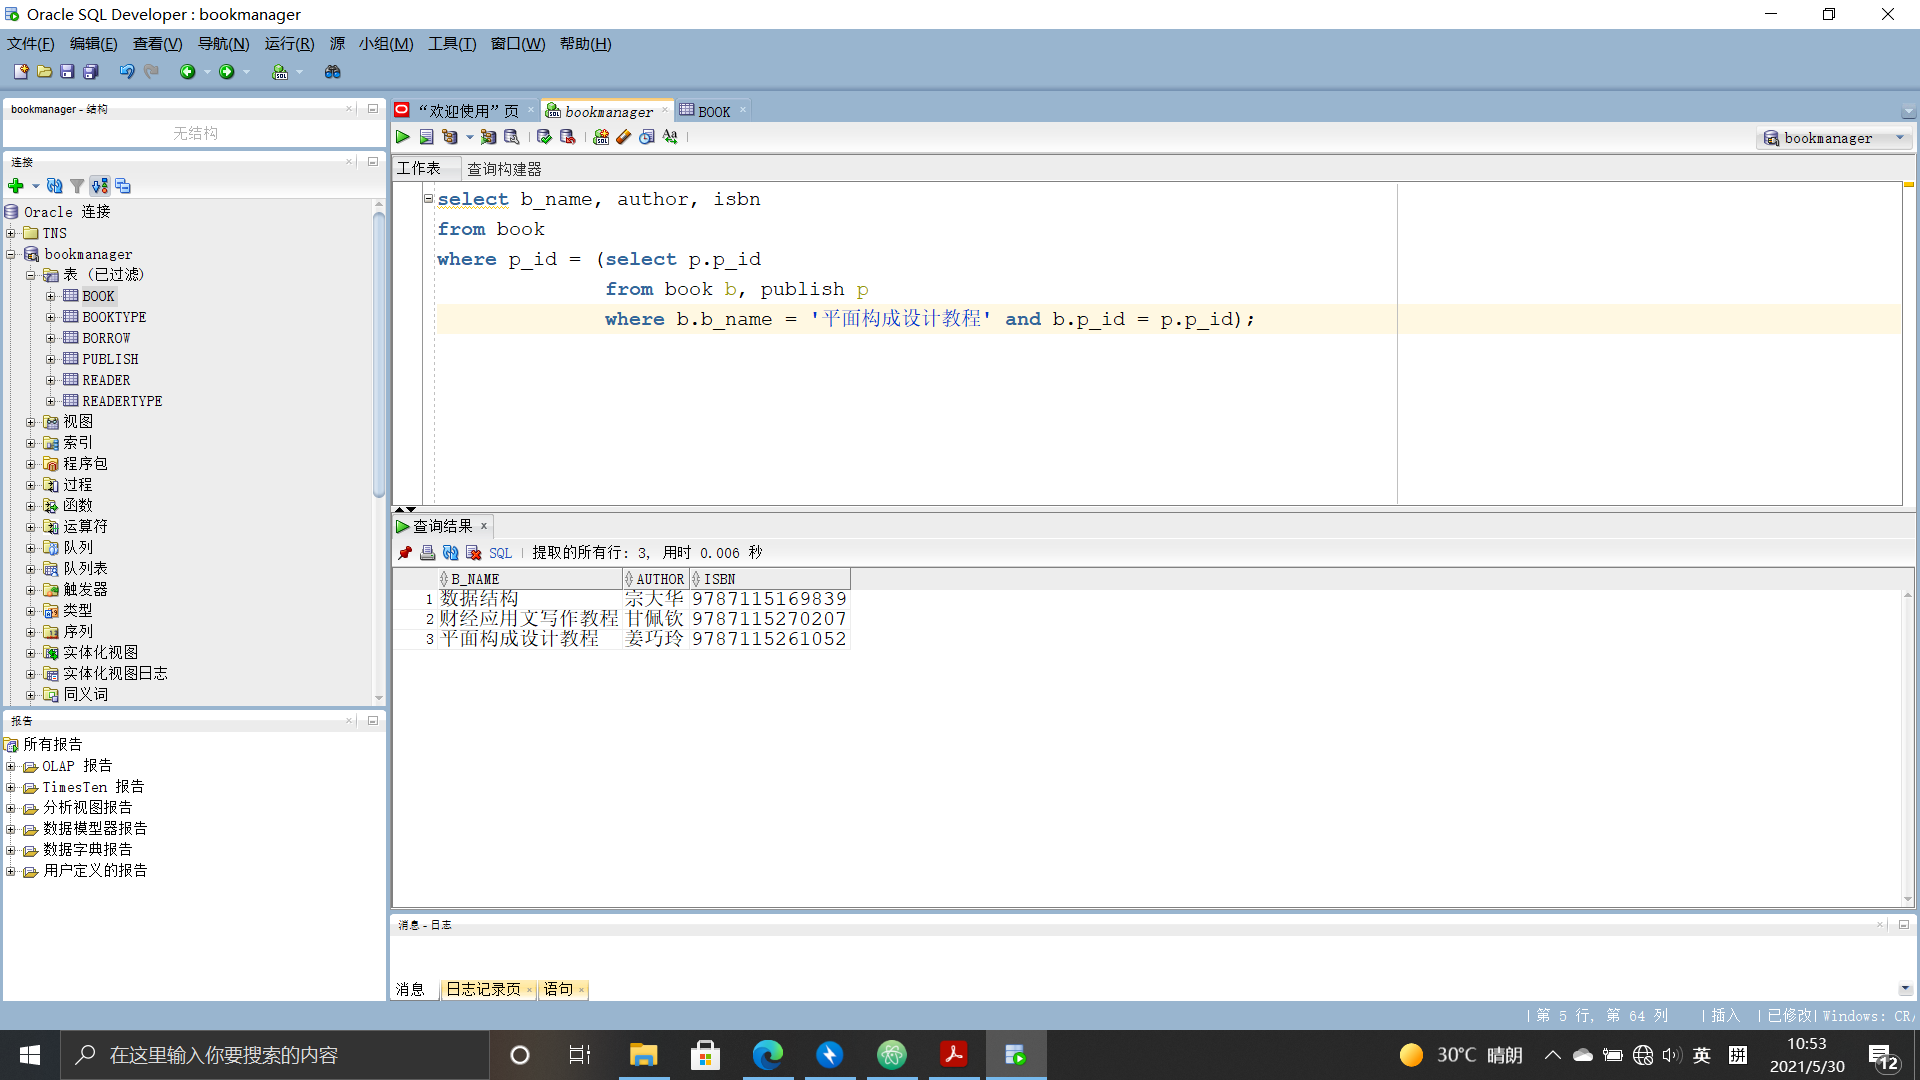 Oracle SQL Developer : bookmanager
文件(F) 编辑(E) 查看(V) 导航(N) 运行(R) 源 小组(M) 工具(T) 窗口(W) 帮助(H)
bookmanager - 结构
无结构
连接
Oracle 连接
TNS
bookmanager
表 (已过滤)
BOOK
BOOKTYPE
BORROW
PUBLISH
READER
READERTYPE
视图
索引
程序包
过程
函数
运算符
队列
队列表
触发器
类型
序列
实体化视图
实体化视图日志
同义词
报告
所有报告
OLAP 报告
TimesTen 报告
分析视图报告
数据模型器报告
数据字典报告
用户定义的报告
“欢迎使用”页 bookmanager BOOK
bookmanager
工作表 查询构建器
select b_name, author, isbn
from book
where p_id = (select p.p_id
from book b, publish p
where b.b_name = '平面构成设计教程' and b.p_id = p.p_id);
查询结果 x
SQL | 提取的所有行: 3, 用时 0.006 秒
B_NAME AUTHOR ISBN
1 数据结构 宗大华 9787115169839
2 财经应用文写作教程 甘佩钦 9787115270207
3 平面构成设计教程 姜巧玲 9787115261052
消息 - 日志
消息 日志记录页 语句
| 第 5 行, 第 64 列 | 插入 | 已修改| Windows: CR/
在这里输入你要搜索的内容
30°C 晴朗
英 拼
10:53
2021/5/30
12